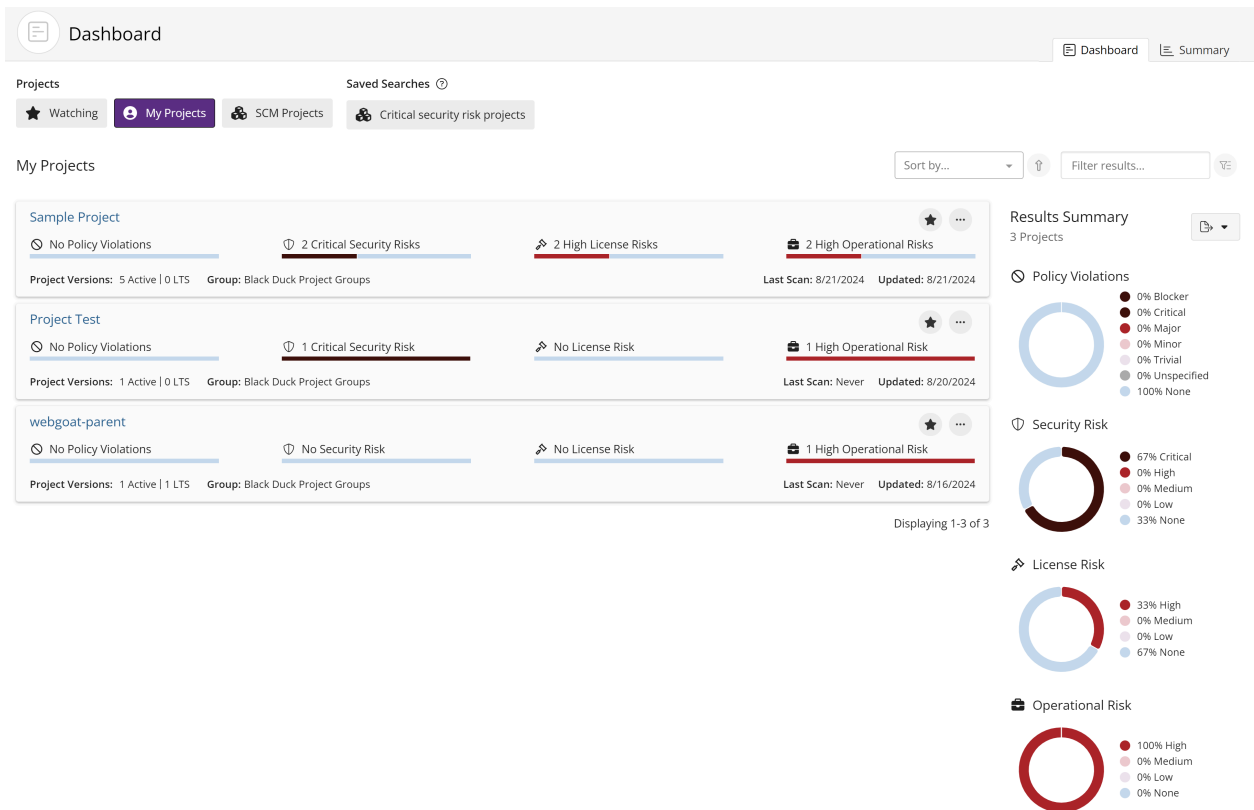 Dashboard
Dashboard
Summary
Projects
Saved Searches ?
Watching
My Projects
SCM Projects
Critical security risk projects
My Projects
Sort by...
Filter results...
Sample Project
No Policy Violations
2 Critical Security Risks
2 High License Risks
2 High Operational Risks
Project Versions: 5 Active | 0 LTS Group: Black Duck Project Groups
Last Scan: 8/21/2024 Updated: 8/21/2024
Project Test
No Policy Violations
1 Critical Security Risk
No License Risk
1 High Operational Risk
Project Versions: 1 Active | 0 LTS Group: Black Duck Project Groups
Last Scan: Never Updated: 8/20/2024
webgoat-parent
No Policy Violations
No Security Risk
No License Risk
1 High Operational Risk
Project Versions: 1 Active | 1 LTS Group: Black Duck Project Groups
Last Scan: Never Updated: 8/16/2024
Displaying 1-3 of 3
Results Summary
3 Projects
Policy Violations
0% Blocker
0% Critical
0% Major
0% Minor
0% Trivial
0% Unspecified
100% None
Security Risk
67% Critical
0% High
0% Medium
0% Low
33% None
License Risk
33% High
0% Medium
0% Low
67% None
Operational Risk
100% High
0% Medium
0% Low
0% None